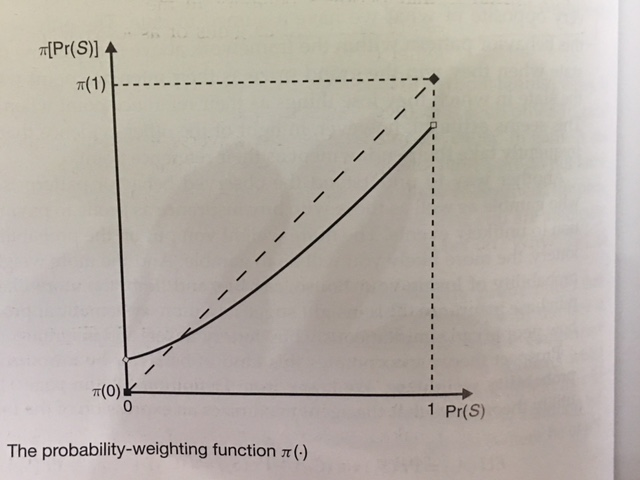 π[Pr(S)]
π(1)
π(0)
0
1 Pr(S)
The probability-weighting function π(·)